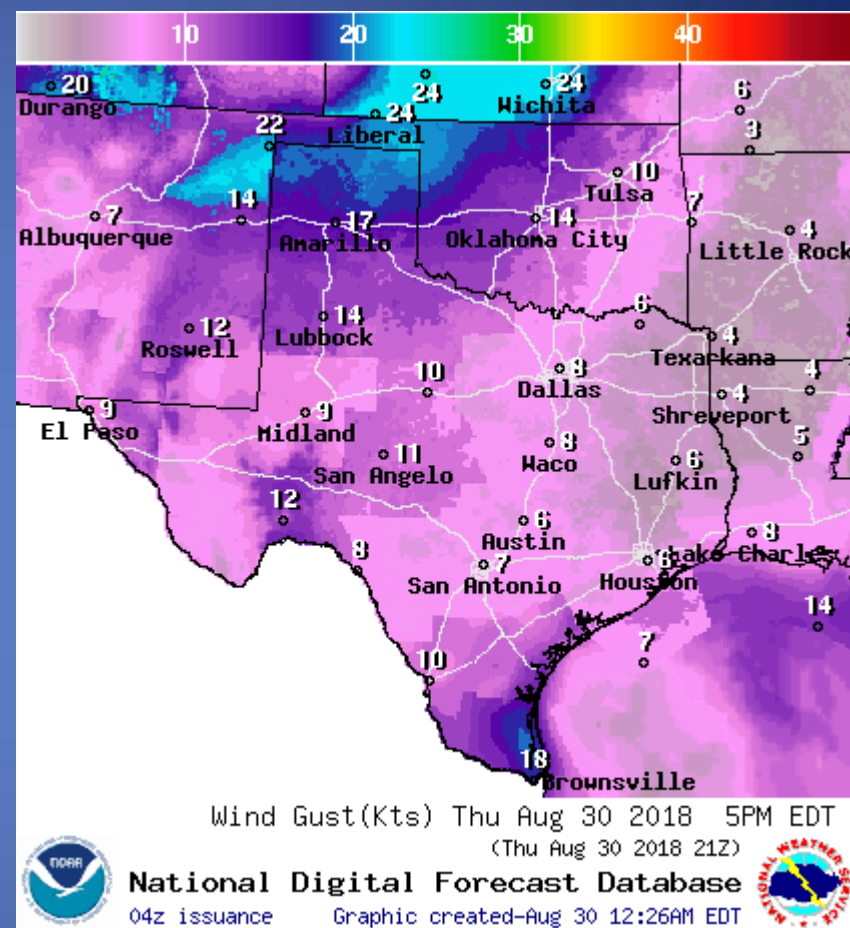 10 20 30 40
20 24 24 6
Durango Wichita
24
Liberal
22 3
10
Tulsa
14 17 14 7 4
7
Albuquerque Amarillo Oklahoma City Little Rock
12 14 6 4
Roswell Lubbock Texarkana
8
Dallas
10 4 4
9 9 Shreveport
El Paso Midland
8 5
11 Waco 6
San Angelo Lufkin
12 6 8
Austin
8 7 6 Lake Charles
San Antonio Houston
14
7
10
18
Brownsville
Wind Gust(Kts) Thu Aug 30 2018 5PM EDT
(Thu Aug 30 2018 21Z)
NOAA
National Digital Forecast Database
04z issuance Graphic created-Aug 30 12:26AM EDT
NATIONAL WEATHER SERVICE